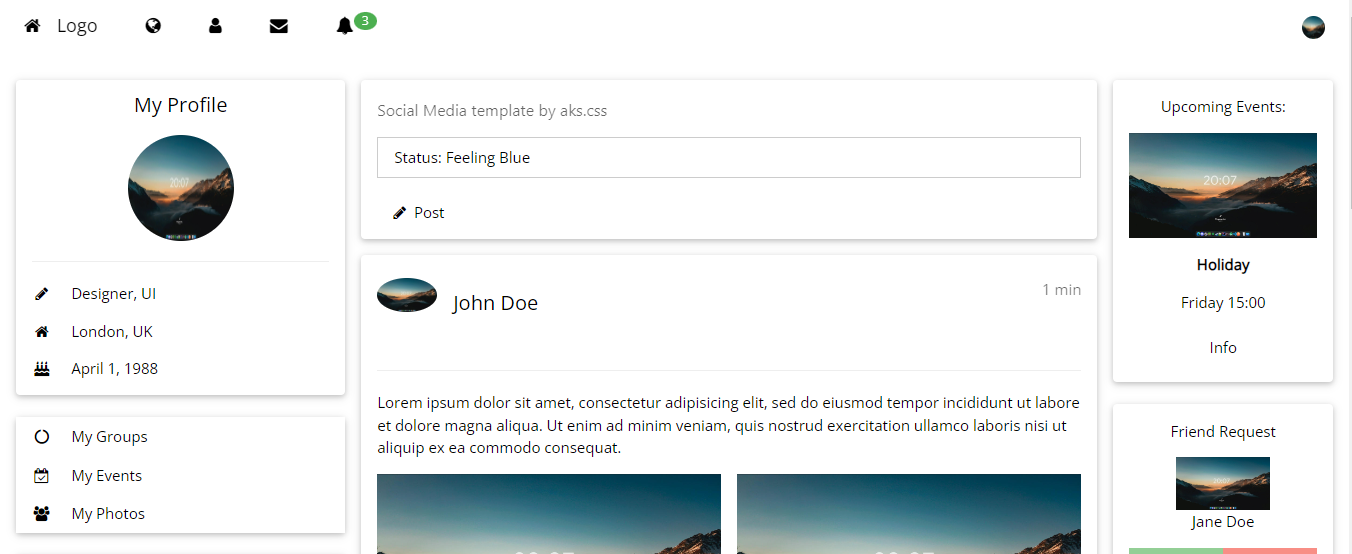 Logo
3
My Profile
Designer, UI
London, UK
April 1, 1988
My Groups
My Events
My Photos
Social Media template by aks.css
Status: Feeling Blue
Post
John Doe
1 min
Lorem ipsum dolor sit amet, consectetur adipisicing elit, sed do eiusmod tempor incididunt ut labore
et dolore magna aliqua. Ut enim ad minim veniam, quis nostrud exercitation ullamco laboris nisi ut
aliquip ex ea commodo consequat.
Upcoming Events:
20:07
Holiday
Friday 15:00
Info
Friend Request
Jane Doe